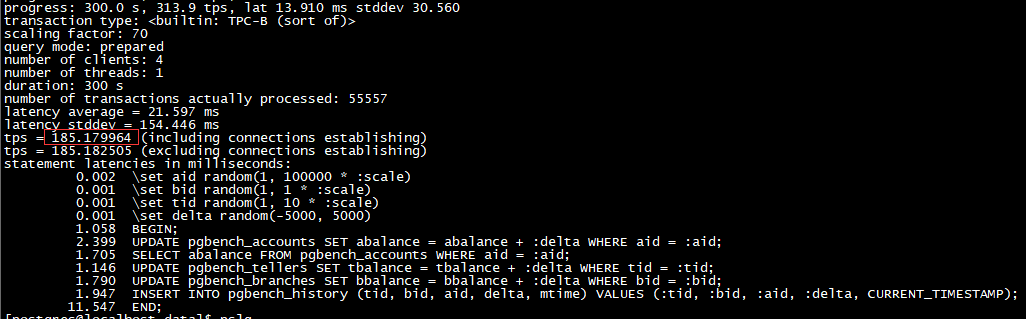 progress: 300.0 s, 313.9 tps, lat 13.910 ms stddev 30.560
transaction type: <builtin: TPC-B (sort of)>
scaling factor: 70
query mode: prepared
number of clients: 4
number of threads: 1
duration: 300 s
number of transactions actually processed: 55557
latency average = 21.597 ms
latency stddev = 154.446 ms
tps = 185.179964 (including connections establishing)
tps = 185.182505 (excluding connections establishing)
statement latencies in milliseconds:
0.002 \set aid random(1, 100000 * :scale)
0.001 \set bid random(1, 1 * :scale)
0.001 \set tid random(1, 10 * :scale)
0.001 \set delta random(-5000, 5000)
1.058 BEGIN;
2.399 UPDATE pgbench_accounts SET abalance = abalance + :delta WHERE aid = :aid;
1.705 SELECT abalance FROM pgbench_accounts WHERE aid = :aid;
1.146 UPDATE pgbench_tellers SET tbalance = tbalance + :delta WHERE tid = :tid;
1.790 UPDATE pgbench_branches SET bbalance = bbalance + :delta WHERE bid = :bid;
1.947 INSERT INTO pgbench_history (tid, bid, aid, delta, mtime) VALUES (:tid, :bid, :aid, :delta, CURRENT_TIMESTAMP);
11.547 END;
[postgres@localhost data]$ psql